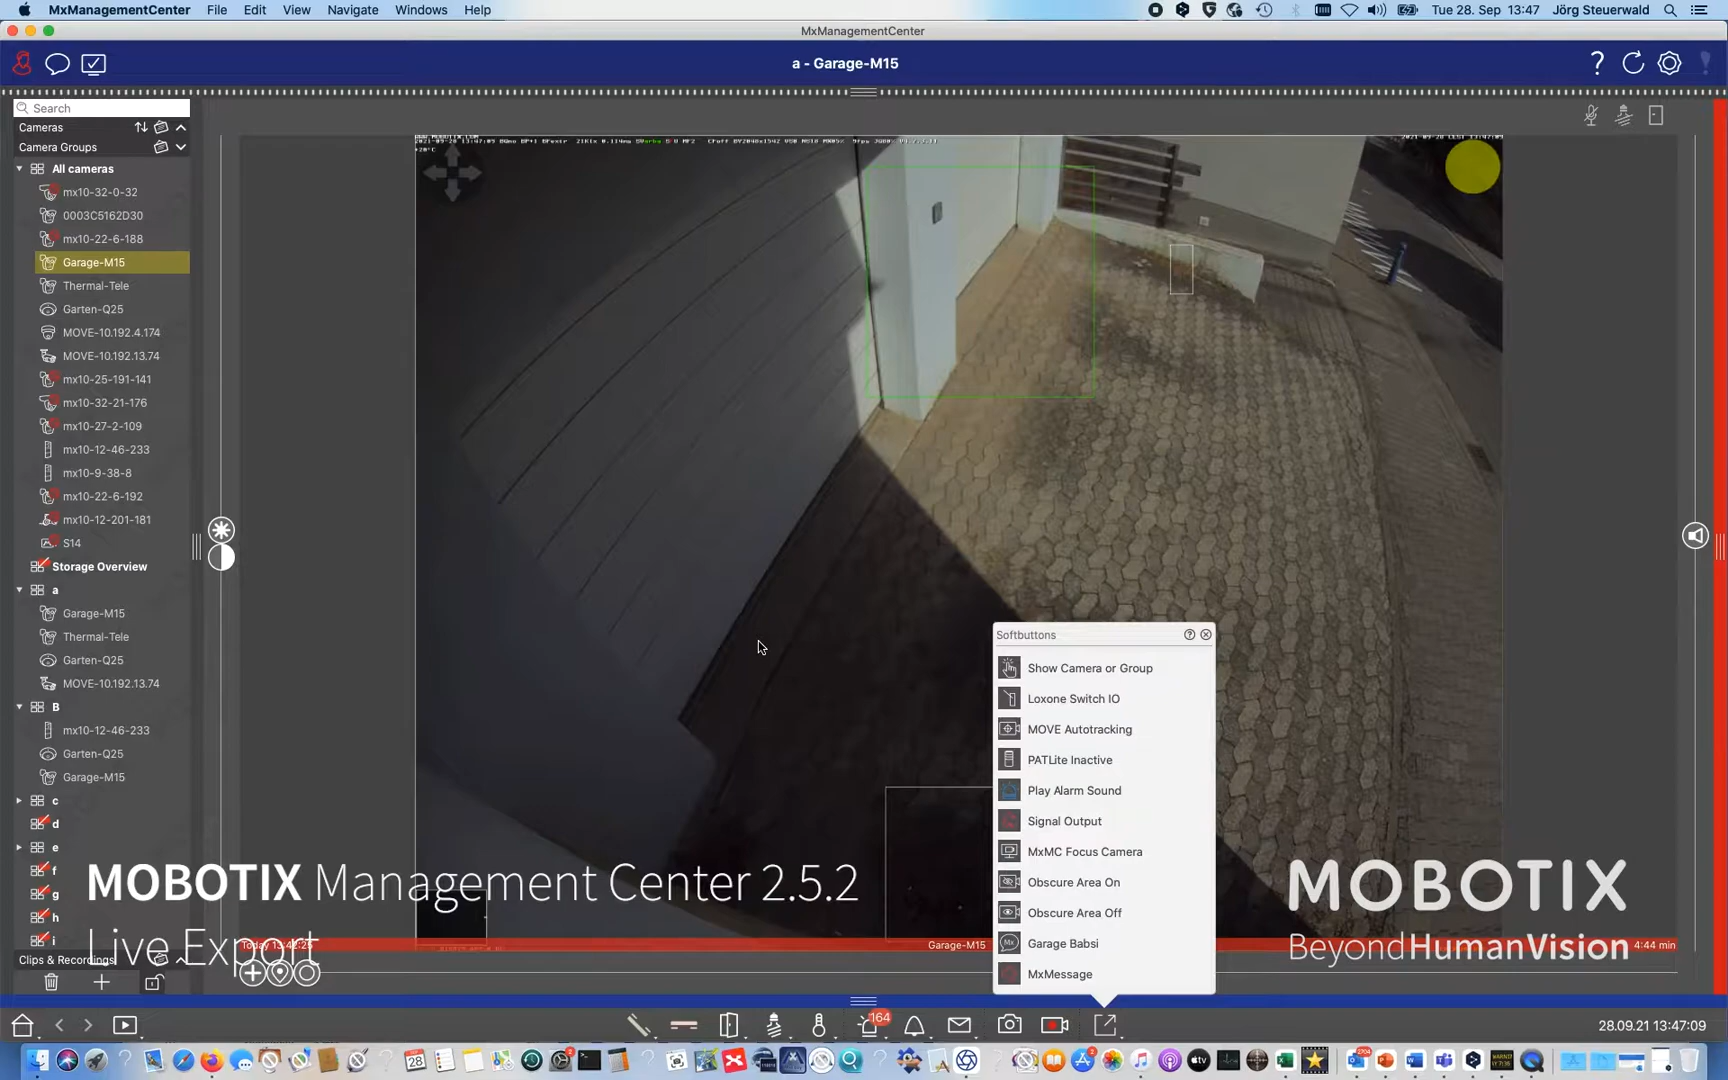 MxManagementCenter File Edit View Navigate Windows Help
Tue 28. Sep 13:47 Jörg Steuerwald
MxManagementCenter
a - Garage-M15
Search
Cameras
Camera Groups
All cameras
mx10-32-0-32
0003C5162D30
mx10-22-6-188
Garage-M15
Thermal-Tele
Garten-Q25
MOVE-10.192.4.174
MOVE-10.192.13.74
mx10-25-191-141
mx10-32-21-176
mx10-27-2-109
mx10-12-46-233
mx10-9-38-8
mx10-22-6-192
mx10-12-201-181
S14
Storage Overview
a
Garage-M15
Thermal-Tele
Garten-Q25
MOVE-10.192.13.74
B
mx10-12-46-233
Garten-Q25
Garage-M15
c
d
e
f
g
h
i
Clips & Recordings
Softbuttons
Show Camera or Group
Loxone Switch IO
MOVE Autotracking
PATLite Inactive
Play Alarm Sound
Signal Output
MxMC Focus Camera
Obscure Area On
Obscure Area Off
Garage Babsi
MxMessage
MOBOTIX Management Center 2.5.2
Live Export
MOBOTIX
BeyondHumanVision
Today 13:42:25
Garage-M15
4:44 min
164
28.09.21 13:47:09